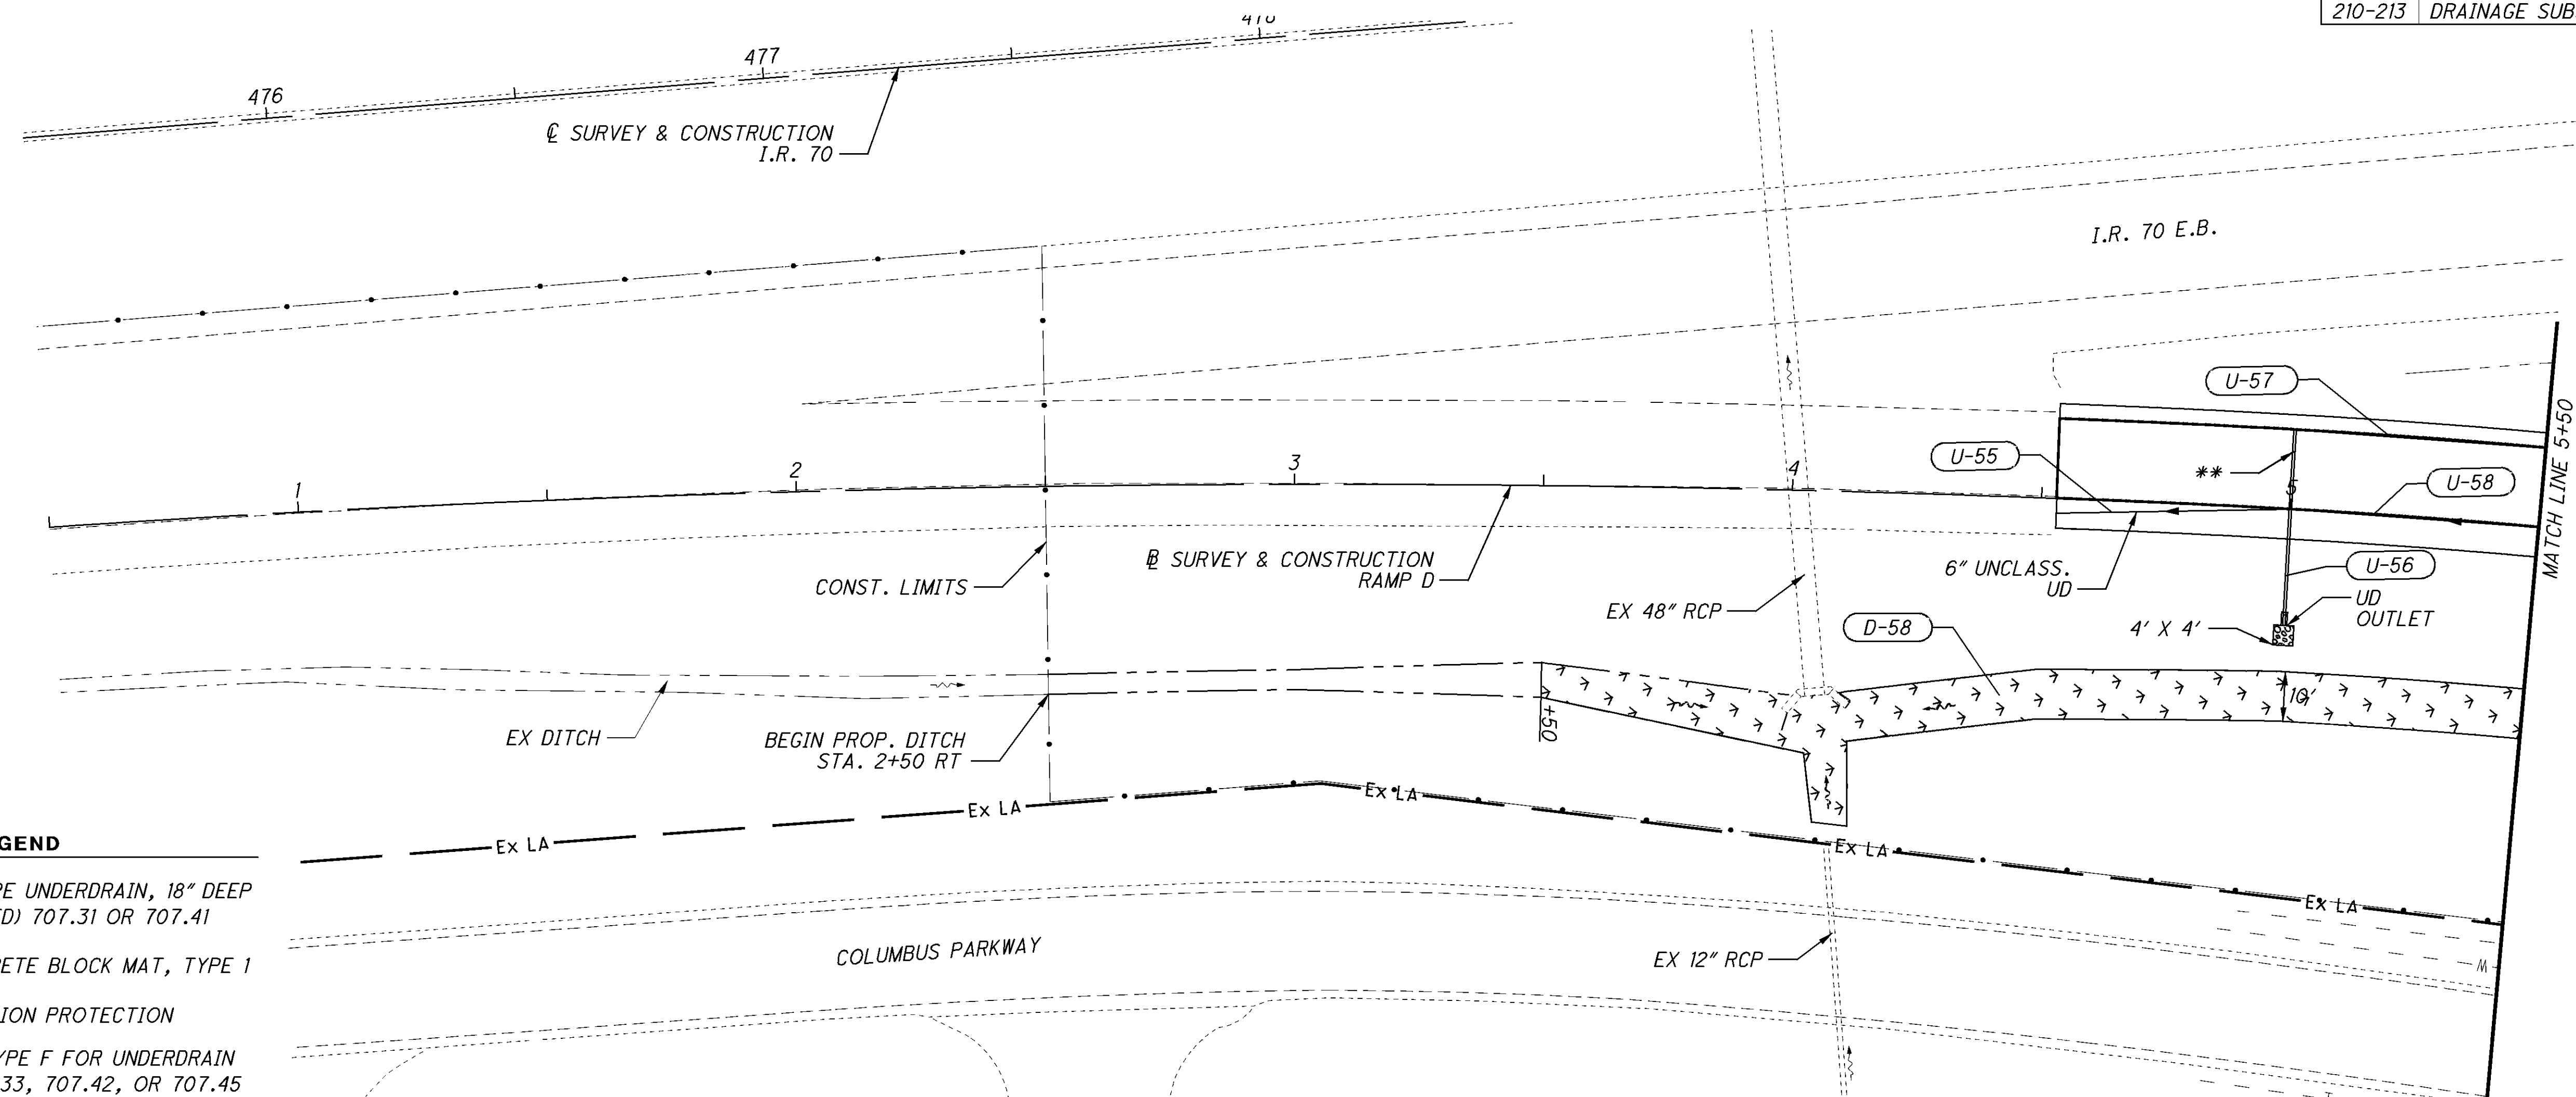 210-213 DRAINAGE SUB
476
477
478
℄ SURVEY & CONSTRUCTION
I.R. 70
I.R. 70 E.B.
1
2
3
4
5
U-57
U-55
**
U-58
MATCH LINE 5+50
CONST. LIMITS
B̲L SURVEY & CONSTRUCTION
RAMP D
EX 48" RCP
6" UNCLASS.
UD
U-56
UD
OUTLET
4' X 4'
D-58
10'
+50
EX DITCH
BEGIN PROP. DITCH
STA. 2+50 RT
Ex LA
Ex LA
Ex LA
Ex LA
Ex LA
GEND
PE UNDERDRAIN, 18" DEEP
ED) 707.31 OR 707.41
RETE BLOCK MAT, TYPE 1
ION PROTECTION
YPE F FOR UNDERDRAIN
33, 707.42, OR 707.45
COLUMBUS PARKWAY
EX 12" RCP
W